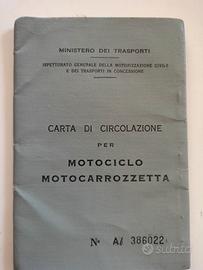 MINISTERO DEI TRASPORTI
ISPETTORATO GENERALE DELLA MOTORIZZAZIONE CIVILE
E DEI TRASPORTI IN CONCESSIONE
CARTA DI CIRCOLAZIONE
PER
MOTOCICLO
MOTOCARROZZETTA
N° A/ 386022
subito